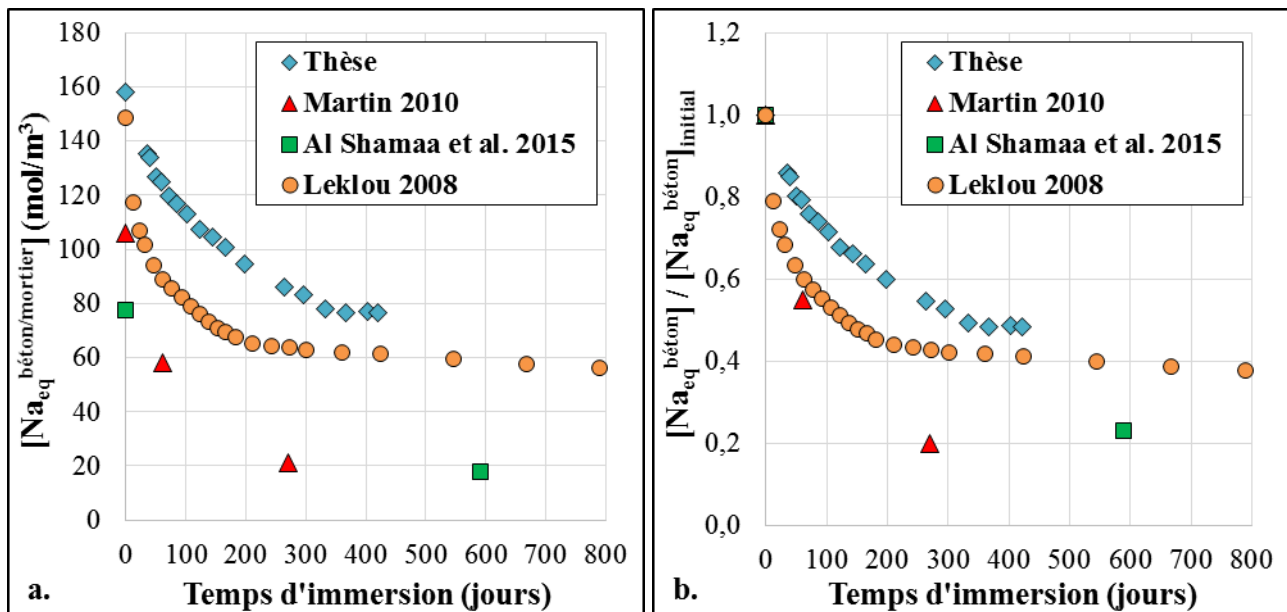 [Na_eq^béton/mortier] (mol/m³)
180
160
140
120
100
80
60
40
20
0
Thèse
Martin 2010
Al Shamaa et al. 2015
Leklou 2008
0 100 200 300 400 500 600 700 800
a. Temps d'immersion (jours)
[Na_eq^béton] / [Na_eq^béton]_initial
1,2
1,0
0,8
0,6
0,4
0,2
0,0
Thèse
Martin 2010
Al Shamaa et al. 2015
Leklou 2008
0 100 200 300 400 500 600 700 800
b. Temps d'immersion (jours)